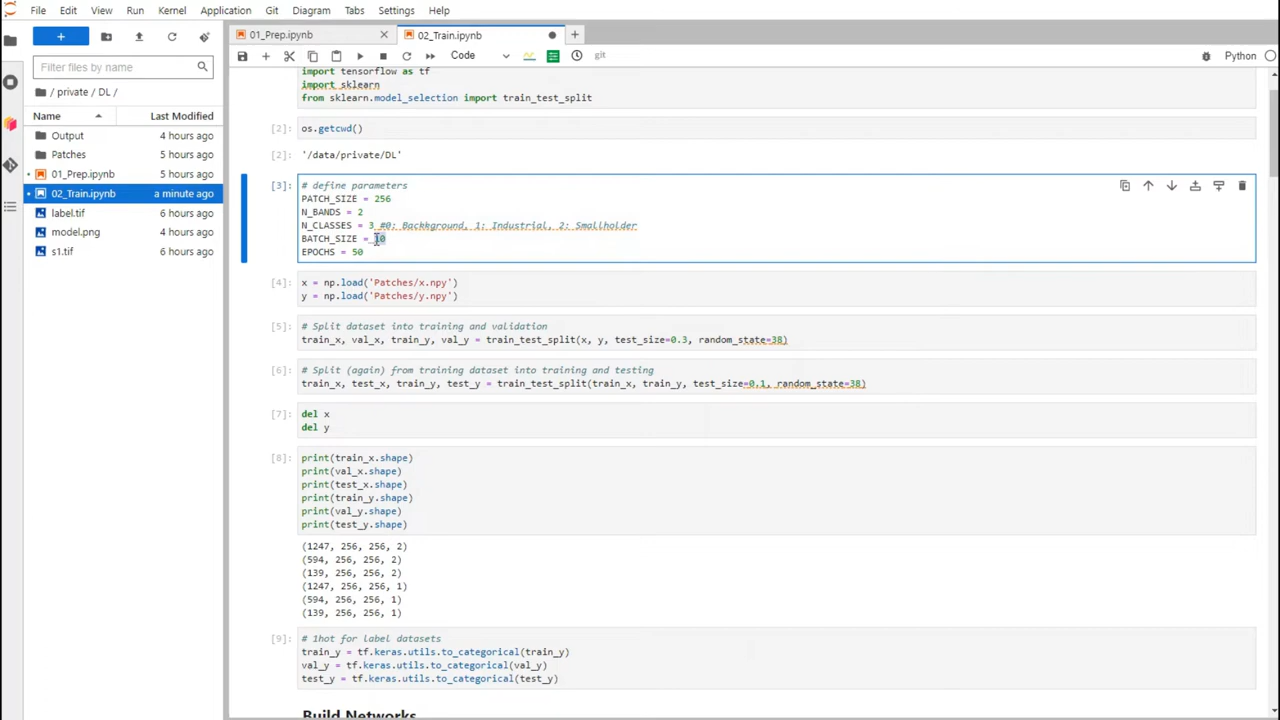 File Edit View Run Kernel Application Git Diagram Tabs Settings Help
01_Prep.ipynb
02_Train.ipynb
Code
git
Python
Filter files by name
/ private / DL /
Name Last Modified
Output 4 hours ago
Patches 4 hours ago
01_Prep.ipynb 5 hours ago
02_Train.ipynb a minute ago
label.tif 6 hours ago
model.png 6 hours ago
s1.tif 6 hours ago
import tensorflow as tf
import sklearn
from sklearn.model_selection import train_test_split
[2]: os.getcwd()
[2]: '/data/private/DL'
[3]: # define parameters
PATCH_SIZE = 256
N_BANDS = 2
N_CLASSES = 3 #0: Backkground, 1: Industrial, 2: Smallholder
BATCH_SIZE = 10
EPOCHS = 50
[4]: x = np.load('Patches/x.npy')
y = np.load('Patches/y.npy')
[5]: # Split dataset into training and validation
train_x, val_x, train_y, val_y = train_test_split(x, y, test_size=0.3, random_state=38)
[6]: # Split (again) from training dataset into training and testing
train_x, test_x, train_y, test_y = train_test_split(train_x, train_y, test_size=0.1, random_state=38)
[7]: del x
del y
[8]: print(train_x.shape)
print(val_x.shape)
print(test_x.shape)
print(train_y.shape)
print(val_y.shape)
print(test_y.shape)
(1247, 256, 256, 2)
(594, 256, 256, 2)
(139, 256, 256, 2)
(1247, 256, 256, 1)
(594, 256, 256, 1)
(139, 256, 256, 1)
[9]: # 1hot for label datasets
train_y = tf.keras.utils.to_categorical(train_y)
val_y = tf.keras.utils.to_categorical(val_y)
test_y = tf.keras.utils.to_categorical(test_y)
Build Networks